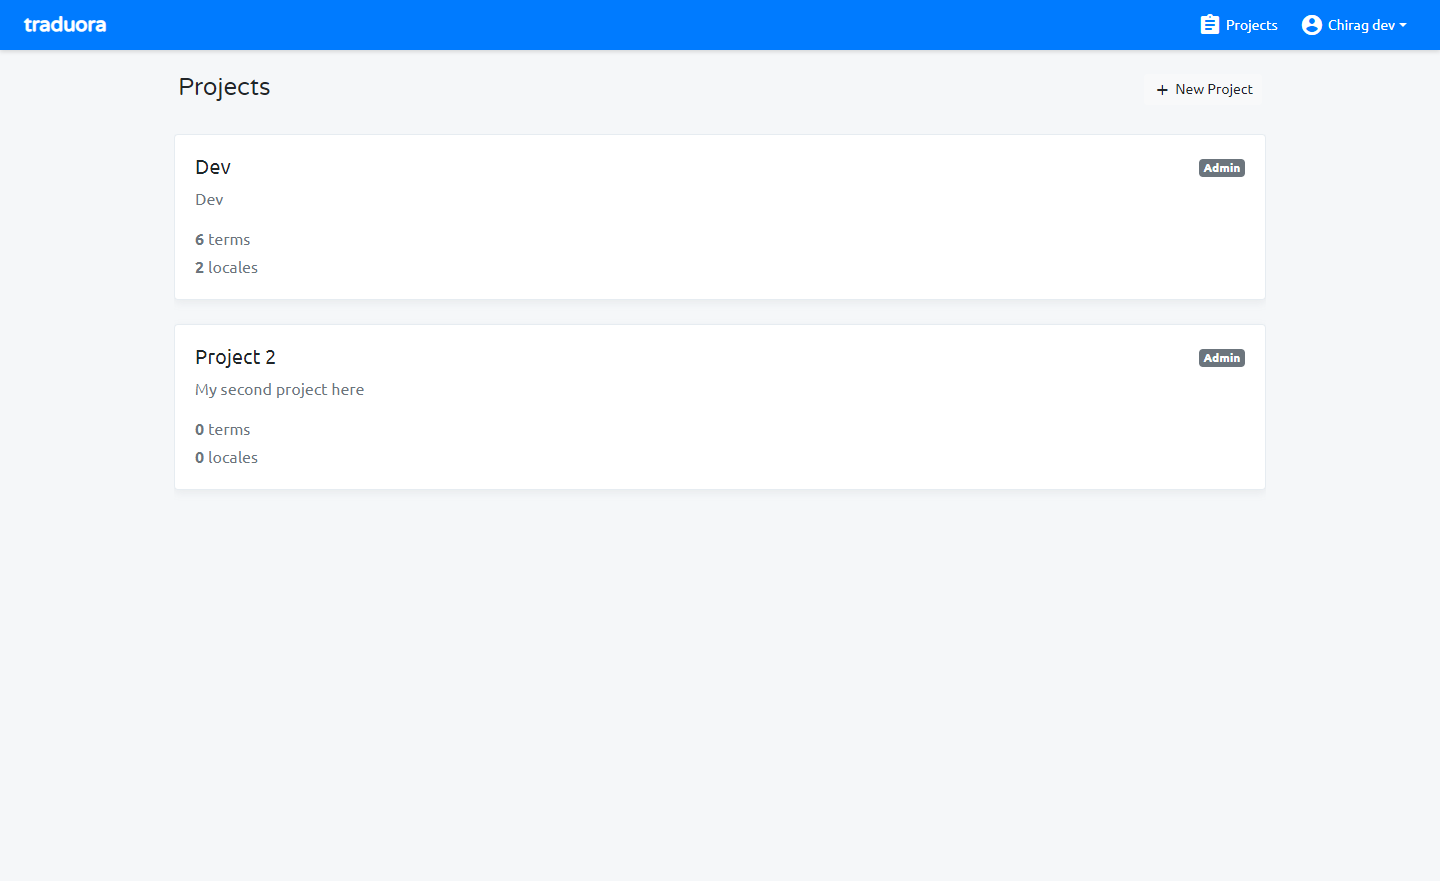 traduora
Projects
Chirag dev
Projects
New Project
Dev
Admin
Dev
6 terms
2 locales
Project 2
Admin
My second project here
0 terms
0 locales